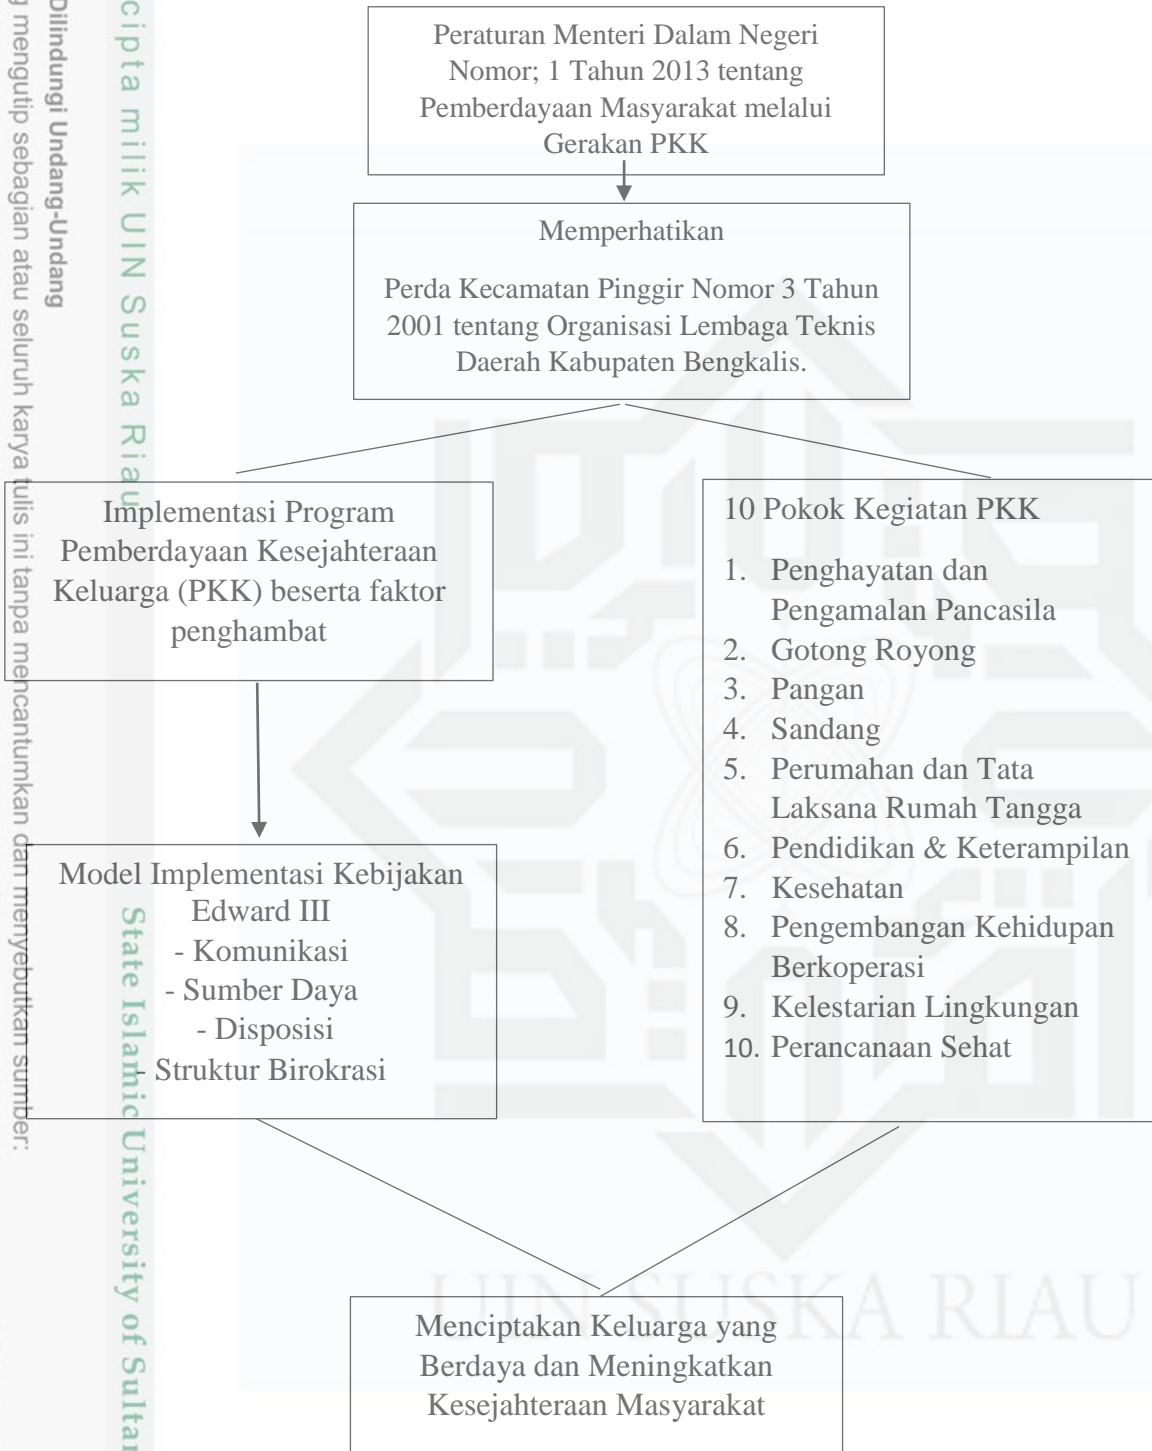 Peraturan Menteri Dalam Negeri
Nomor; 1 Tahun 2013 tentang
Pemberdayaan Masyarakat melalui
Gerakan PKK
Memperhatikan
Perda Kecamatan Pinggir Nomor 3 Tahun
2001 tentang Organisasi Lembaga Teknis
Daerah Kabupaten Bengkalis.
Implementasi Program
Pemberdayaan Kesejahteraan
Keluarga (PKK) beserta faktor
penghambat
Model Implementasi Kebijakan
Edward III
- Komunikasi
- Sumber Daya
- Disposisi
- Struktur Birokrasi
10 Pokok Kegiatan PKK
1. Penghayatan dan
Pengamalan Pancasila
2. Gotong Royong
3. Pangan
4. Sandang
5. Perumahan dan Tata
Laksana Rumah Tangga
6. Pendidikan & Keterampilan
7. Kesehatan
8. Pengembangan Kehidupan
Berkoperasi
9. Kelestarian Lingkungan
10. Perancanaan Sehat
Menciptakan Keluarga yang
Berdaya dan Meningkatkan
Kesejahteraan Masyarakat
UIN SUSKA RIAU
cipta milik UIN Suska Riau
State Islamic University of Sultan
Dilindungi Undang-Undang
mengutip sebagian atau seluruh karya tulis ini tanpa mencantumkan dan menyebutkan sumber: